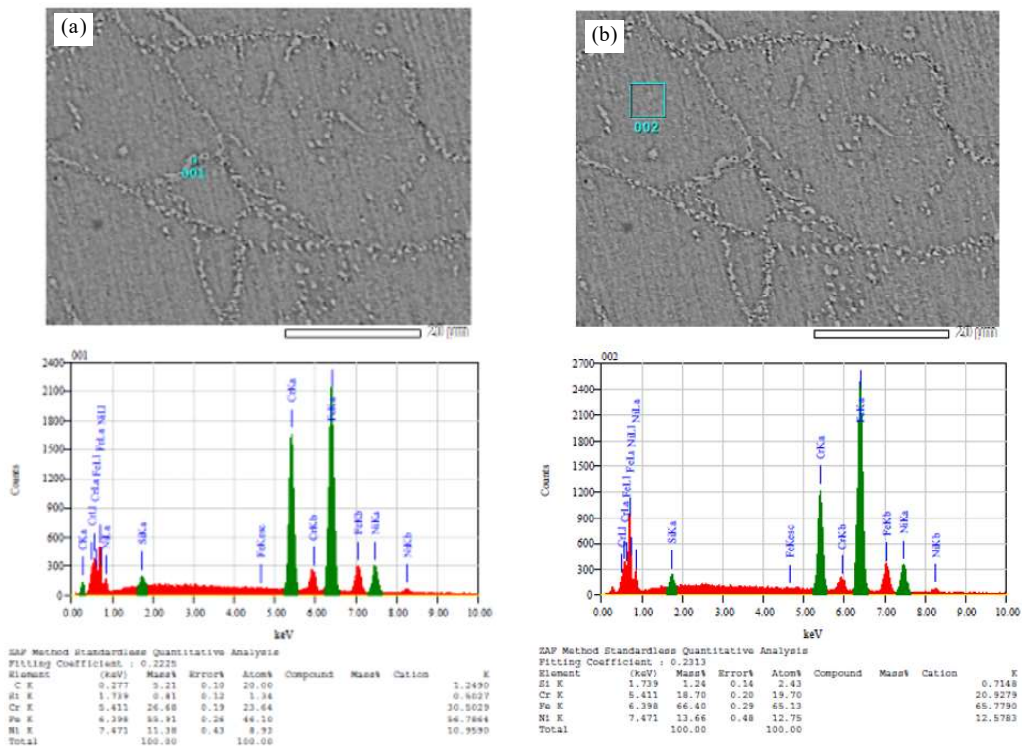 (a)
001
20 µm
(b)
002
20 µm
001
2400
2100
1800
1500
1200
900
600
300
0
Counts
CKa
CrLl
CrLa
FeLl
FeLa
NiLl
NiLa
SiKa
FeKesc
CrKa
CrKb
FeKa
FeKb
NiKa
NiKb
0.00 1.00 2.00 3.00 4.00 5.00 6.00 7.00 8.00 9.00 10.00
keV
ZAF Method Standardless Quantitative Analysis
Fitting Coefficient : 0.2225
Element (keV) Mass% Error% Atom% Compound Mass% Cation K
C K 0.277 5.21 0.10 20.00 1.2490
Si K 1.739 0.81 0.12 1.34 0.5027
Cr K 5.411 26.68 0.19 23.64 30.5029
Fe K 6.398 55.91 0.26 46.10 56.7864
Ni K 7.471 11.38 0.43 8.93 10.9590
Total 100.00 100.00
002
2700
2400
2100
1800
1500
1200
900
600
300
0
Counts
CrLl
CrLa
FeLl
FeLa
NiLl
NiLa
SiKa
FeKesc
CrKa
CrKb
FeKa
FeKb
NiKa
NiKb
0.00 1.00 2.00 3.00 4.00 5.00 6.00 7.00 8.00 9.00 10.00
keV
ZAF Method Standardless Quantitative Analysis
Fitting Coefficient : 0.2313
Element (keV) Mass% Error% Atom% Compound Mass% Cation K
Si K 1.739 1.24 0.14 2.43 0.7148
Cr K 5.411 18.70 0.20 19.70 20.9279
Fe K 6.398 66.40 0.29 65.13 65.7790
Ni K 7.471 13.66 0.48 12.75 12.5783
Total 100.00 100.00